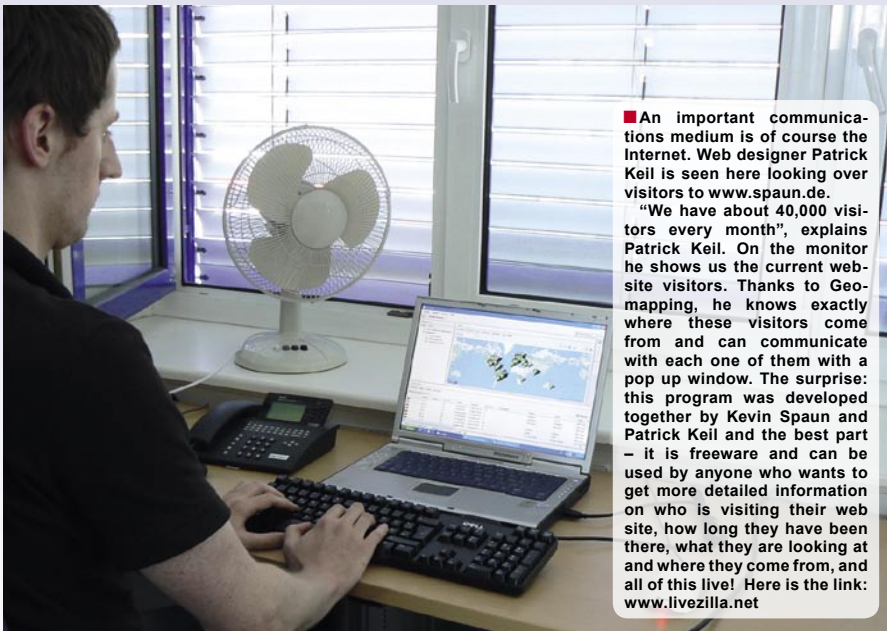 An important communica-
tions medium is of course the
Internet. Web designer Patrick
Keil is seen here looking over
visitors to www.spaun.de.
“We have about 40,000 visi-
tors every month”, explains
Patrick Keil. On the monitor
he shows us the current web-
site visitors. Thanks to Geo-
mapping, he knows exactly
where these visitors come
from and can communicate
with each one of them with a
pop up window. The surprise:
this program was developed
together by Kevin Spaun and
Patrick Keil and the best part
– it is freeware and can be
used by anyone who wants to
get more detailed information
on who is visiting their web
site, how long they have been
there, what they are looking at
and where they come from, and
all of this live! Here is the link:
www.livezilla.net